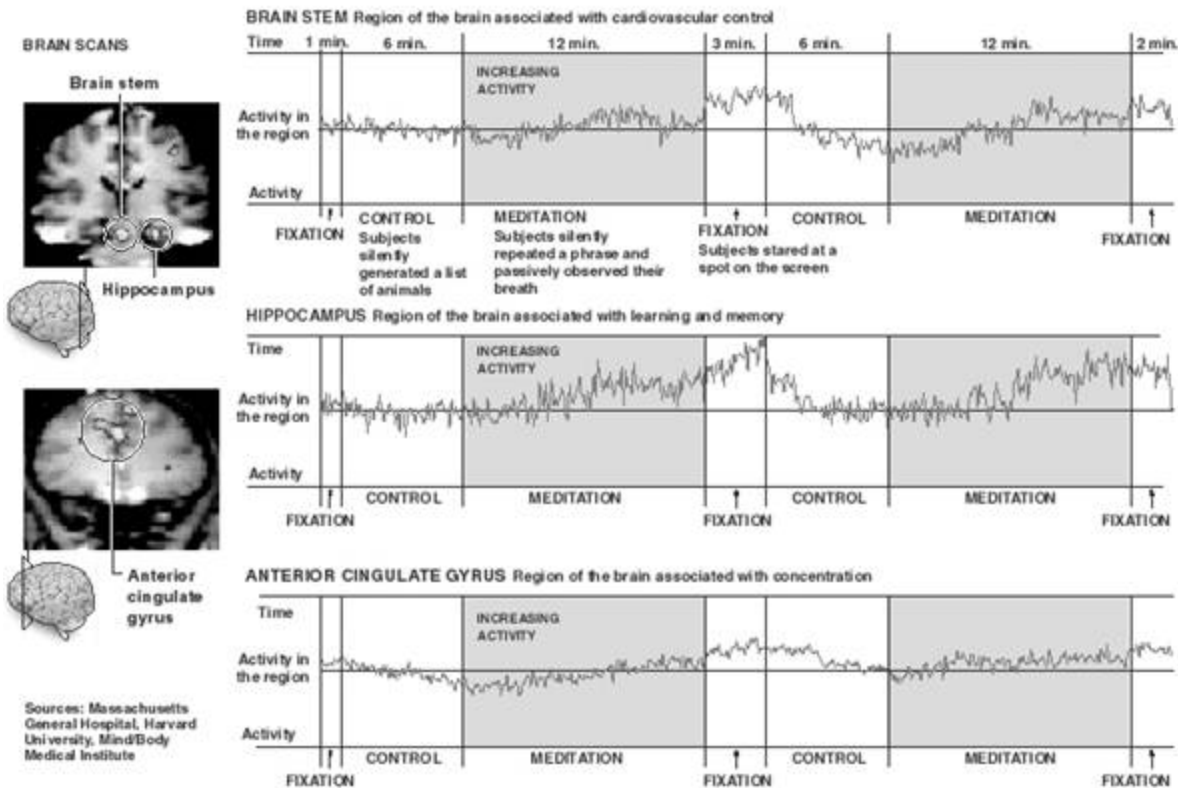 BRAIN SCANS
Brain stem
Hippocampus
Anterior
cingulate
gyrus
Sources: Massachusetts
General Hospital, Harvard
University, Mind/Body
Medical Institute
BRAIN STEM Region of the brain associated with cardiovascular control
Time 1 min. 6 min. 12 min. 3 min. 6 min. 12 min. 2 min.
INCREASING
ACTIVITY
Activity in
the region
Activity
FIXATION
CONTROL
Subjects
silently
generated a list
of animals
MEDITATION
Subjects silently
repeated a phrase and
passively observed their
breath
FIXATION
Subjects stared at a
spot on the screen
CONTROL
MEDITATION
FIXATION
HIPPOCAMPUS Region of the brain associated with learning and memory
Time
INCREASING
ACTIVITY
Activity in
the region
Activity
CONTROL MEDITATION CONTROL MEDITATION
FIXATION FIXATION FIXATION
ANTERIOR CINGULATE GYRUS Region of the brain associated with concentration
Time
INCREASING
ACTIVITY
Activity in
the region
Activity
CONTROL MEDITATION CONTROL MEDITATION
FIXATION FIXATION FIXATION